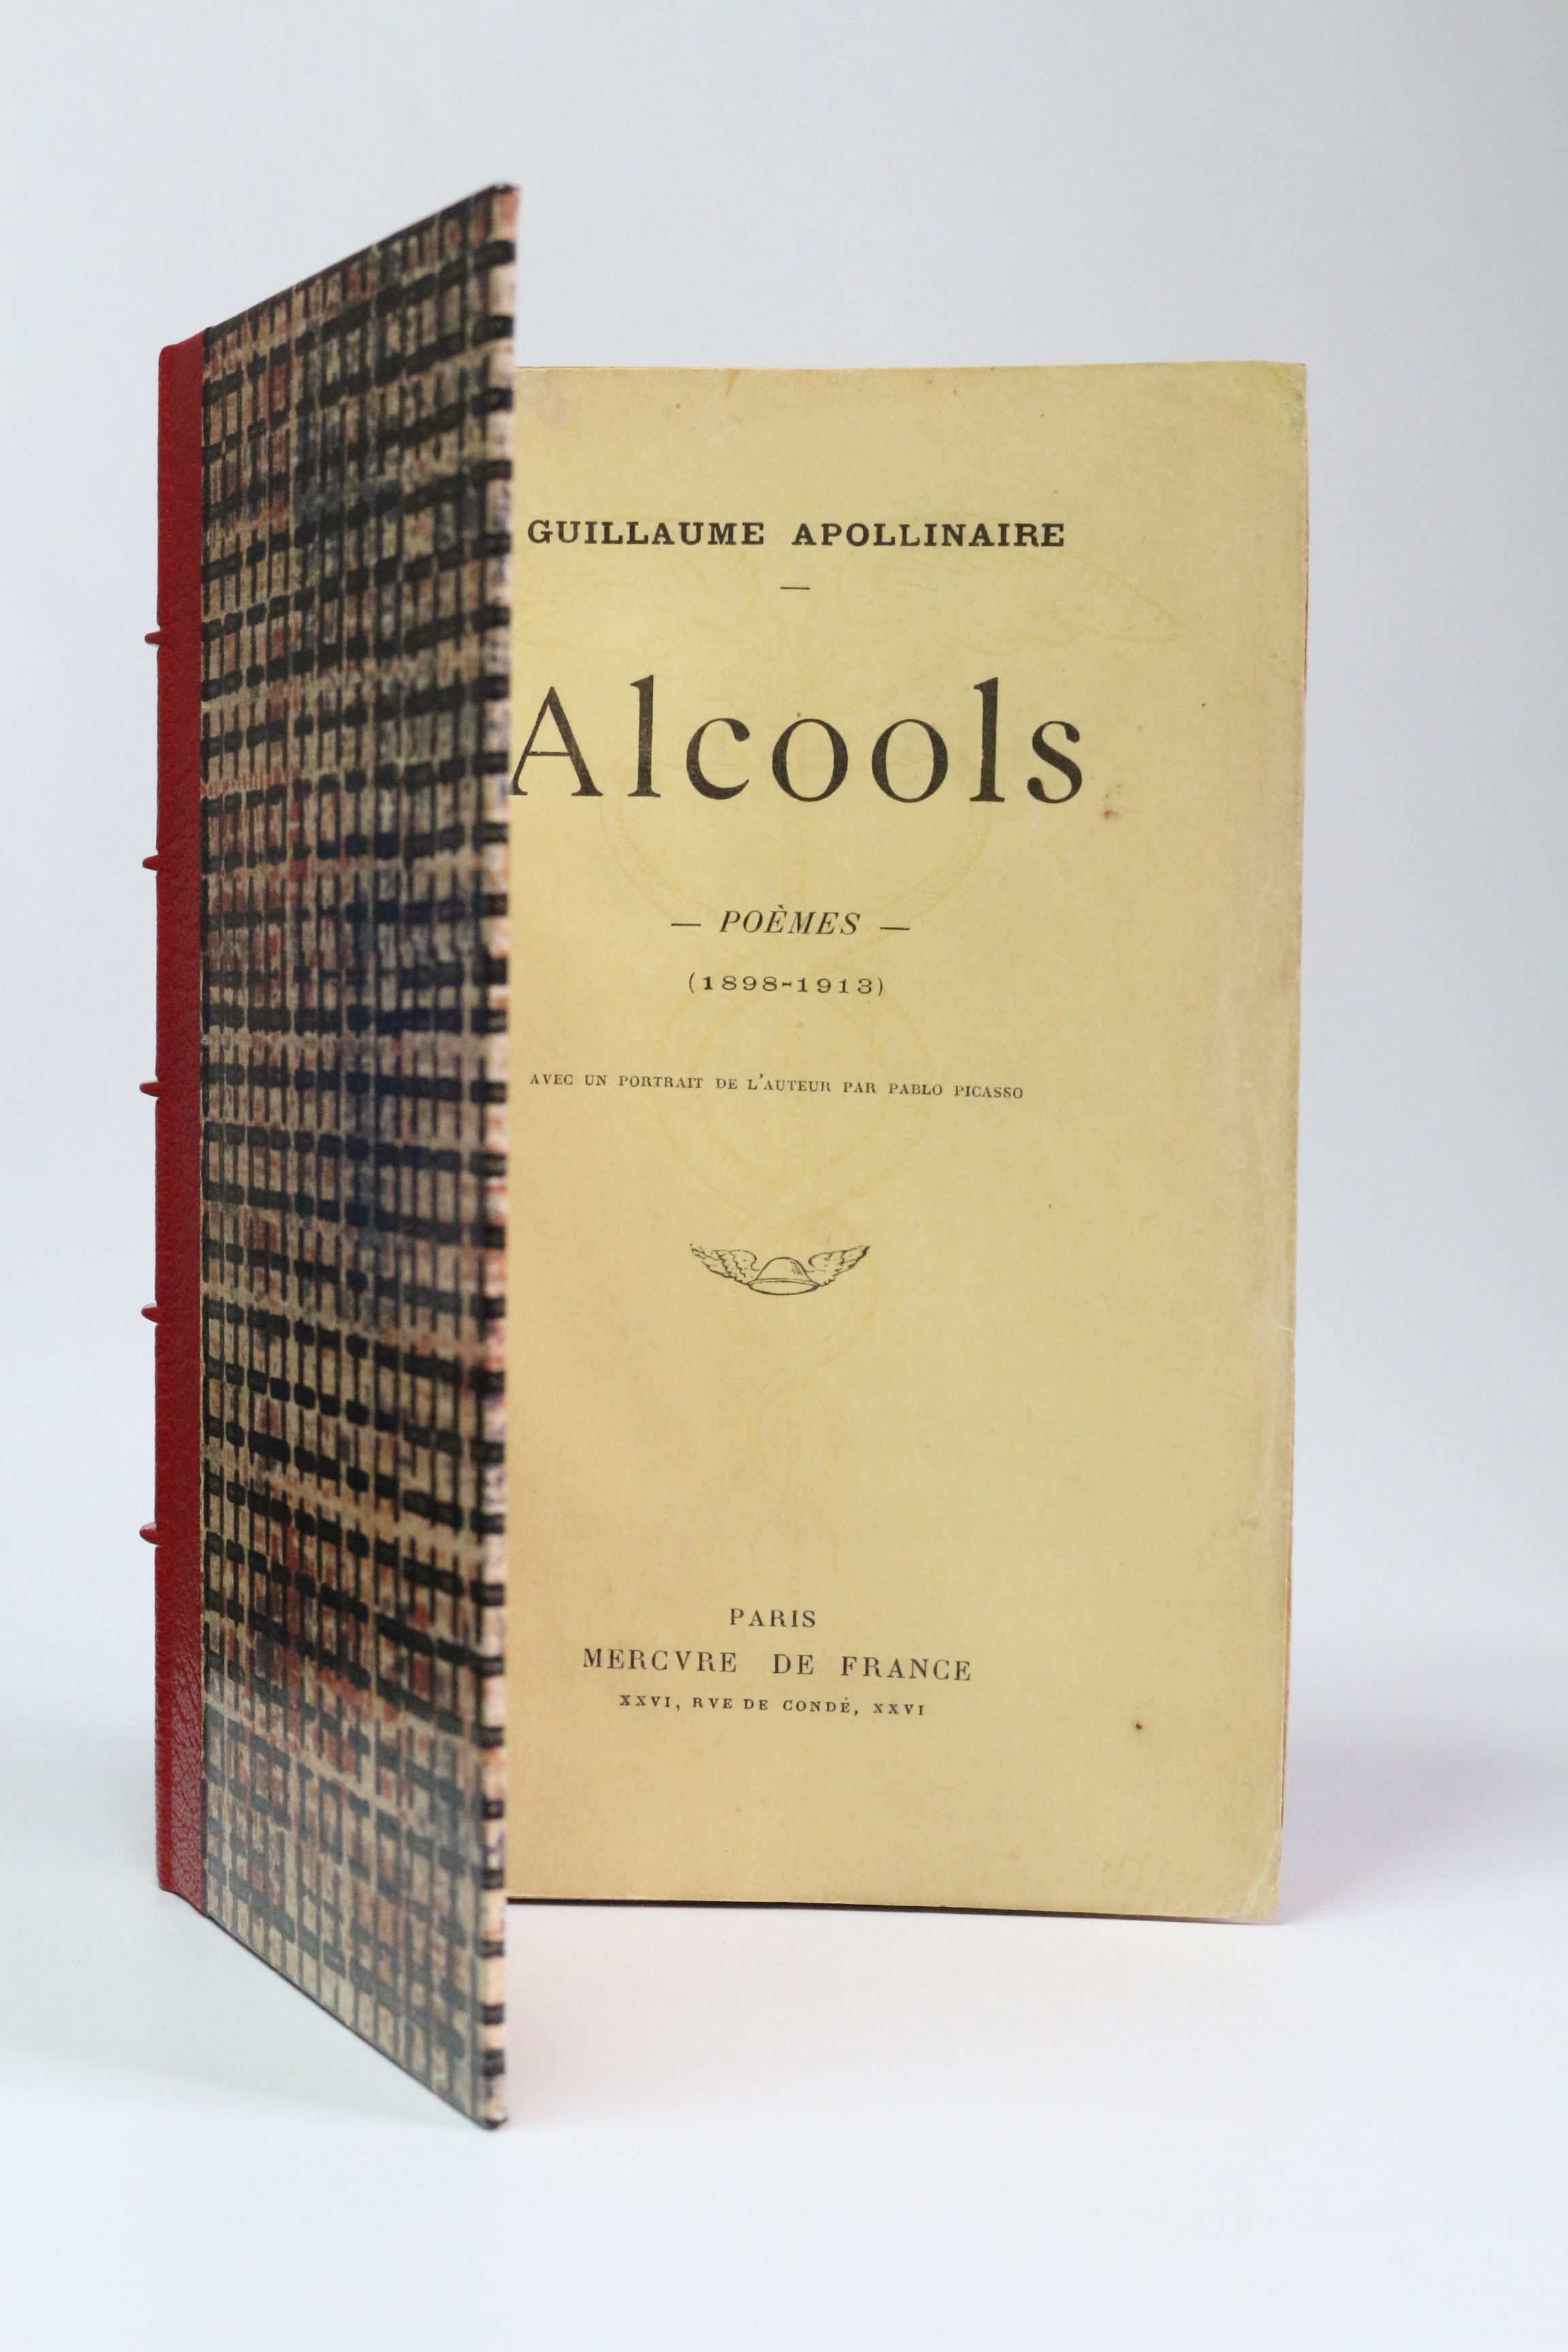 GUILLAUME APOLLINAIRE
Alcools
— POÈMES —
(1898-1913)
AVEC UN PORTRAIT DE L'AUTEUR PAR PABLO PICASSO
PARIS
MERCVRE DE FRANCE
XXVI, RVE DE CONDÉ, XXVI